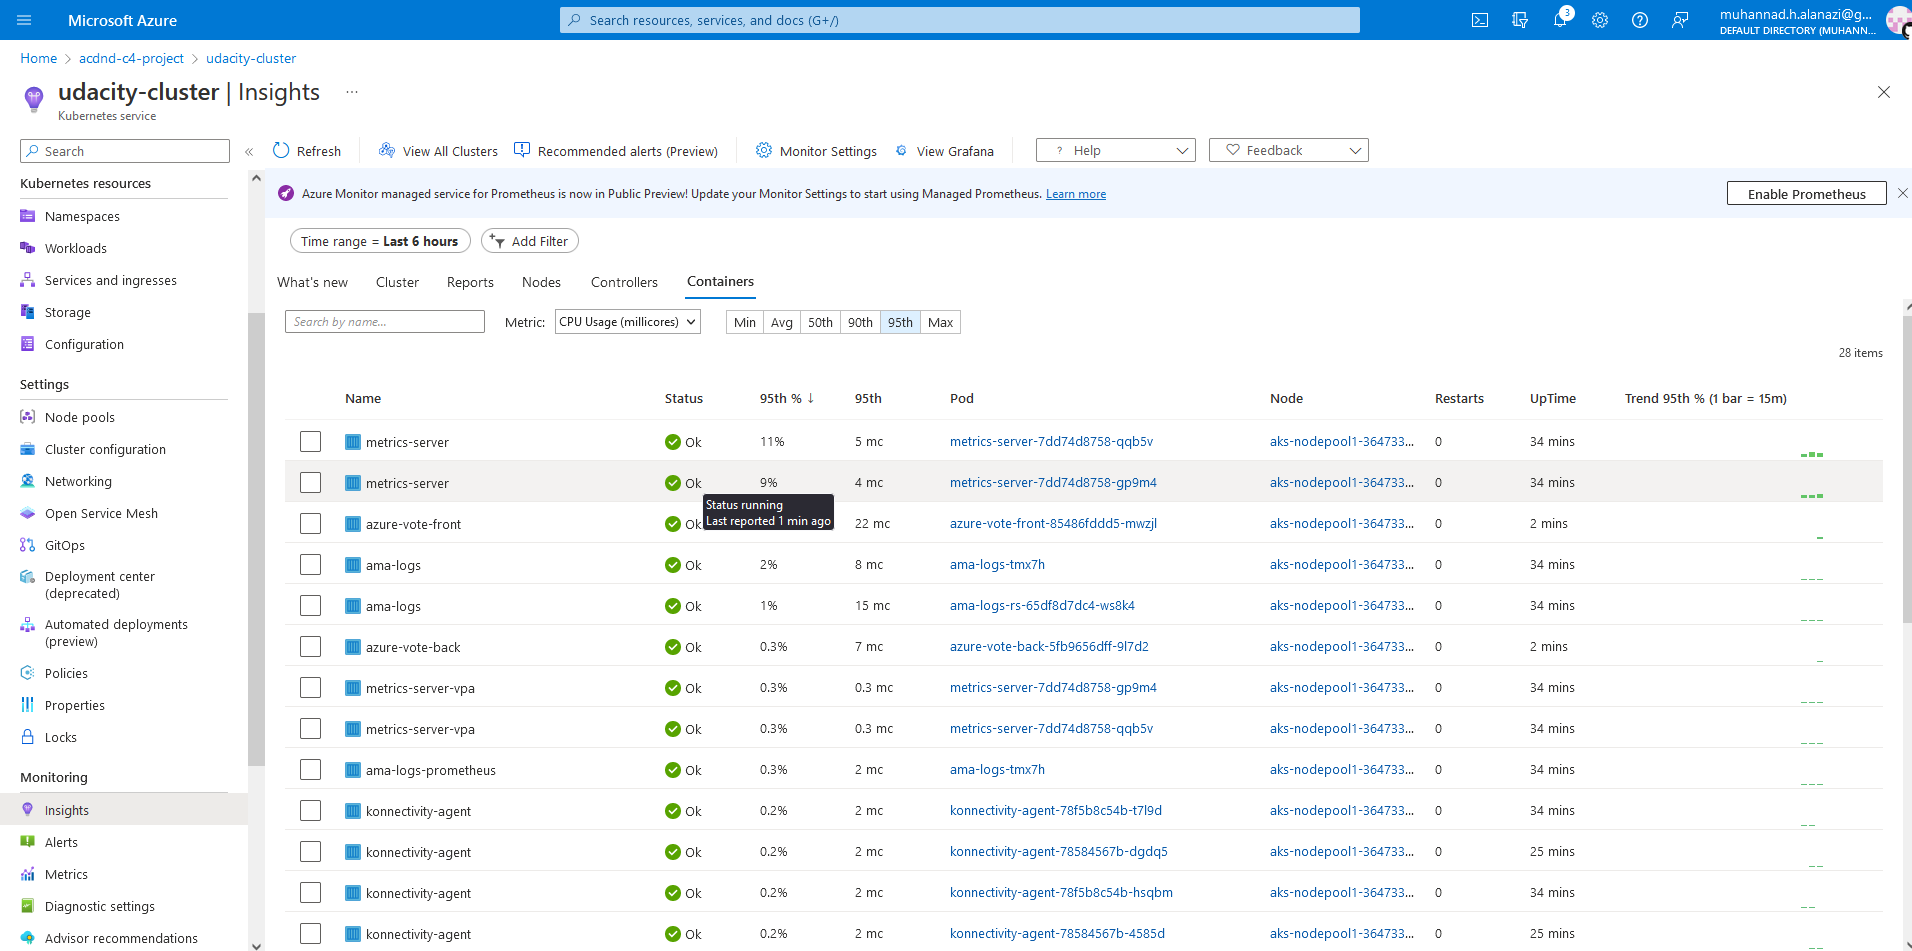 Microsoft Azure
Search resources, services, and docs (G+/)
3
muhannad.h.alanazi@g...
DEFAULT DIRECTORY (MUHANN...
Home > acdnd-c4-project > udacity-cluster
udacity-cluster | Insights ...
Kubernetes service
Search
«
Refresh
View All Clusters
Recommended alerts (Preview)
Monitor Settings
View Grafana
? Help
Feedback
Azure Monitor managed service for Prometheus is now in Public Preview! Update your Monitor Settings to start using Managed Prometheus. Learn more
Enable Prometheus
Kubernetes resources
Namespaces
Workloads
Services and ingresses
Storage
Configuration
Settings
Node pools
Cluster configuration
Networking
Open Service Mesh
GitOps
Deployment center
(deprecated)
Automated deployments
(preview)
Policies
Properties
Locks
Monitoring
Insights
Alerts
Metrics
Diagnostic settings
Advisor recommendations
Time range = Last 6 hours
Add Filter
What's new Cluster Reports Nodes Controllers Containers
Search by name...
Metric: CPU Usage (millicores)
Min Avg 50th 90th 95th Max
28 items
Name Status 95th % ↓ 95th Pod Node Restarts UpTime Trend 95th % (1 bar = 15m)
metrics-server Ok 11% 5 mc metrics-server-7dd74d8758-qqb5v aks-nodepool1-364733... 0 34 mins
metrics-server Ok 9% 4 mc metrics-server-7dd74d8758-gp9m4 aks-nodepool1-364733... 0 34 mins
Status running
Last reported 1 min ago
azure-vote-front Ok 22 mc azure-vote-front-85486fddd5-mwzjl aks-nodepool1-364733... 0 2 mins
ama-logs Ok 2% 8 mc ama-logs-tmx7h aks-nodepool1-364733... 0 34 mins
ama-logs Ok 1% 15 mc ama-logs-rs-65df8d7dc4-ws8k4 aks-nodepool1-364733... 0 34 mins
azure-vote-back Ok 0.3% 7 mc azure-vote-back-5fb9656dff-9l7d2 aks-nodepool1-364733... 0 2 mins
metrics-server-vpa Ok 0.3% 0.3 mc metrics-server-7dd74d8758-gp9m4 aks-nodepool1-364733... 0 34 mins
metrics-server-vpa Ok 0.3% 0.3 mc metrics-server-7dd74d8758-qqb5v aks-nodepool1-364733... 0 34 mins
ama-logs-prometheus Ok 0.3% 2 mc ama-logs-tmx7h aks-nodepool1-364733... 0 34 mins
konnectivity-agent Ok 0.2% 2 mc konnectivity-agent-78f5b8c54b-t7l9d aks-nodepool1-364733... 0 34 mins
konnectivity-agent Ok 0.2% 2 mc konnectivity-agent-78584567b-dgdq5 aks-nodepool1-364733... 0 25 mins
konnectivity-agent Ok 0.2% 2 mc konnectivity-agent-78f5b8c54b-hsqbm aks-nodepool1-364733... 0 34 mins
konnectivity-agent Ok 0.2% 2 mc konnectivity-agent-78584567b-4585d aks-nodepool1-364733... 0 25 mins